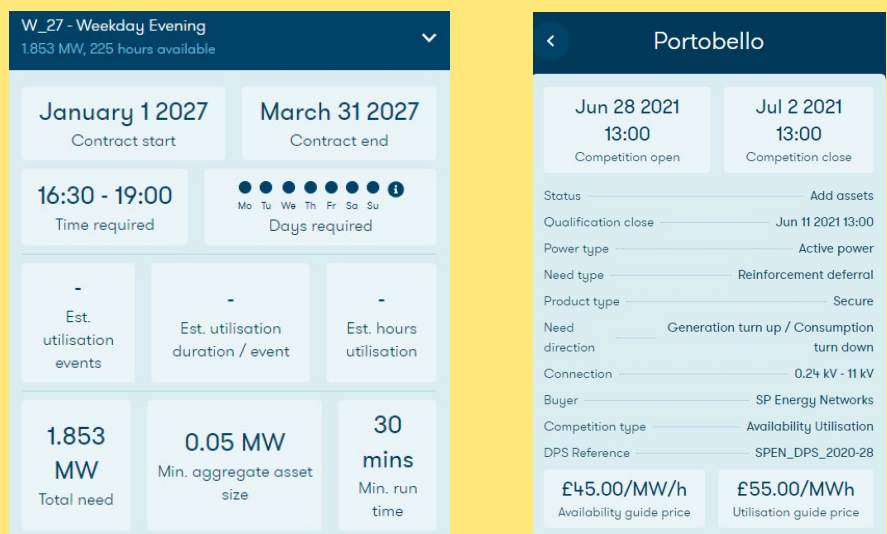 W_27 - Weekday Evening
1.853 MW, 225 hours available
January 1 2027
Contract start
March 31 2027
Contract end
16:30 - 19:00
Time required
Mo Tu We Th Fr Sa Su
Days required
-
Est.
utilisation
events
-
Est. utilisation
duration / event
-
Est. hours
utilisation
1.853
MW
Total need
0.05 MW
Min. aggregate asset
size
30
mins
Min. run
time
Portobello
Jun 28 2021
13:00
Competition open
Jul 2 2021
13:00
Competition close
Status Add assets
Qualification close Jun 11 2021 13:00
Power type Active power
Need type Reinforcement deferral
Product type Secure
Need direction Generation turn up / Consumption
turn down
Connection 0.24 kV - 11 kV
Buyer SP Energy Networks
Competition type Availability Utilisation
DPS Reference SPEN_DPS_2020-28
£45.00/MW/h
Availability guide price
£55.00/MWh
Utilisation guide price